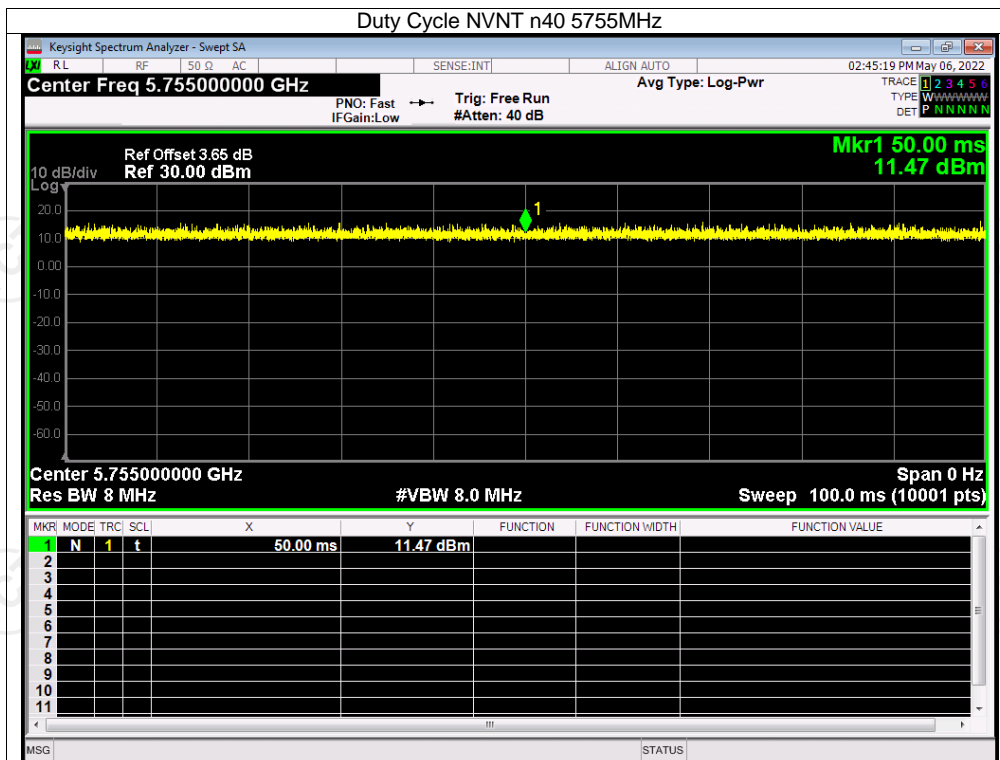 Duty Cycle NVNT n40 5755MHz
Keysight Spectrum Analyzer - Swept SA
LXI RL RF 50 Ω AC SENSE:INT ALIGN AUTO 02:45:19 PM May 06, 2022
Center Freq 5.755000000 GHz Avg Type: Log-Pwr TRACE 1 2 3 4 5 6
PNO: Fast Trig: Free Run TYPE WWWWWW
IFGain:Low #Atten: 40 dB DET P N N N N N
Mkr1 50.00 ms
Ref Offset 3.65 dB
10 dB/div Ref 30.00 dBm 11.47 dBm
Log
20.0
1
10.0
0.00
-10.0
-20.0
-30.0
-40.0
-50.0
-60.0
Center 5.755000000 GHz Span 0 Hz
Res BW 8 MHz #VBW 8.0 MHz Sweep 100.0 ms (10001 pts)
MKR MODE TRC SCL X Y FUNCTION FUNCTION WIDTH FUNCTION VALUE
1 N 1 t 50.00 ms 11.47 dBm
2
3
4
5
6
7
8
9
10
11
MSG STATUS